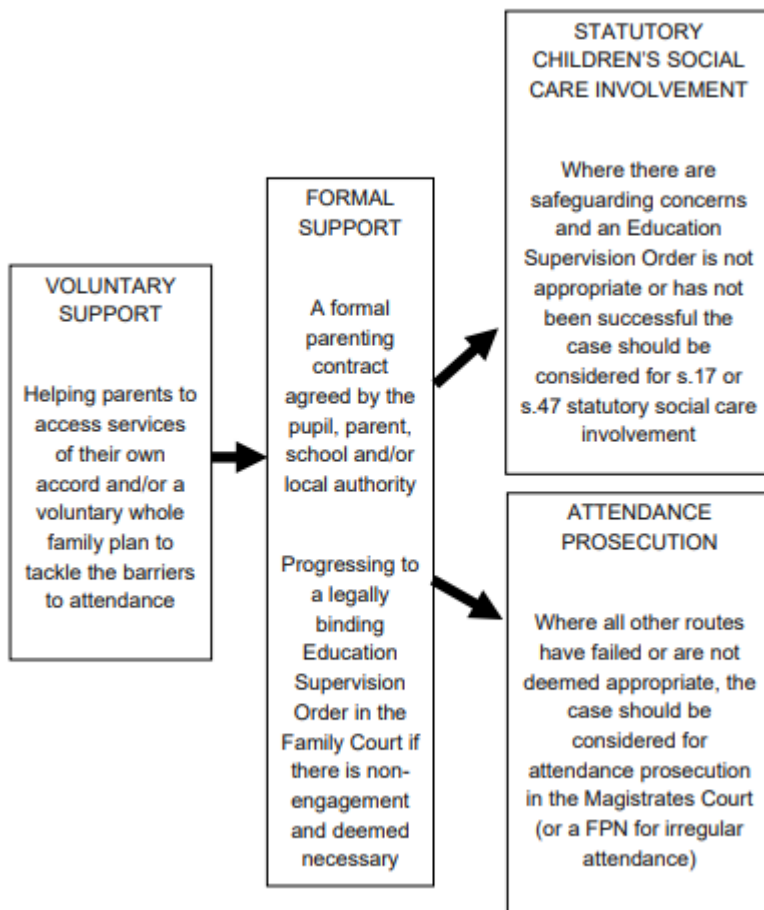 VOLUNTARY
SUPPORT
Helping parents to
access services
of their own
accord and/or a
voluntary whole
family plan to
tackle the barriers
to attendance
FORMAL
SUPPORT
A formal
parenting
contract
agreed by the
pupil, parent,
school and/or
local authority
Progressing to
a legally
binding
Education
Supervision
Order in the
Family Court if
there is non-
engagement
and deemed
necessary
STATUTORY
CHILDREN'S SOCIAL
CARE INVOLVEMENT
Where there are
safeguarding concerns
and an Education
Supervision Order is not
appropriate or has not
been successful the
case should be
considered for s.17 or
s.47 statutory social care
involvement
ATTENDANCE
PROSECUTION
Where all other routes
have failed or are not
deemed appropriate, the
case should be
considered for
attendance prosecution
in the Magistrates Court
(or a FPN for irregular
attendance)